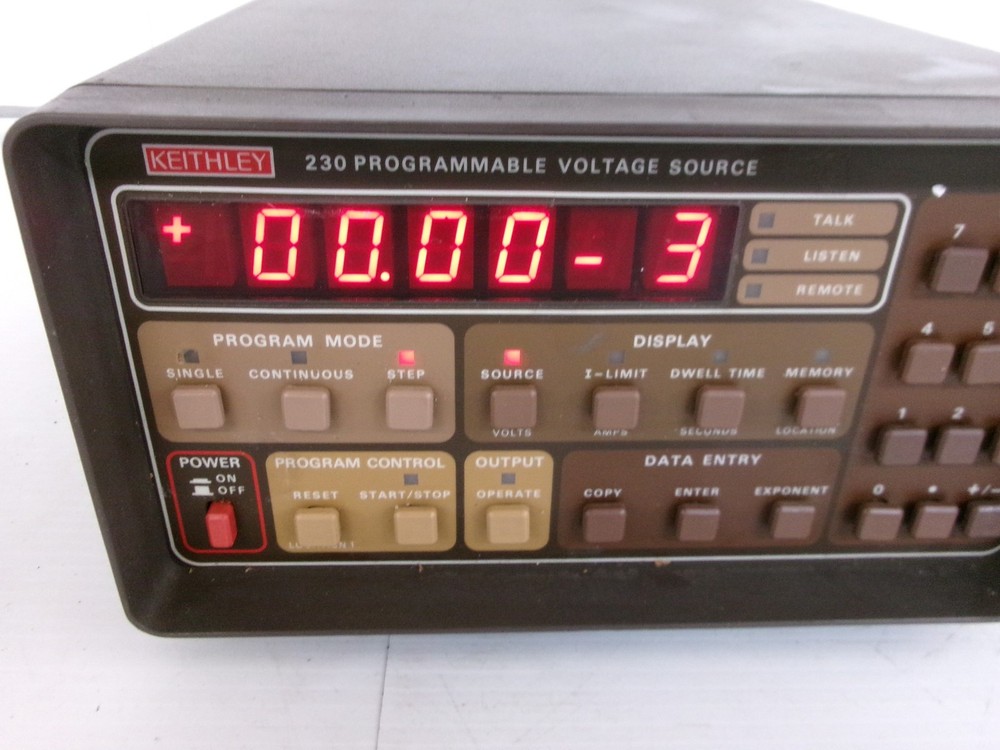 KEITHLEY 230 PROGRAMMABLE VOLTAGE SOURCE
+00.00-3
TALK
LISTEN
REMOTE
PROGRAM MODE
SINGLE CONTINUOUS STEP
DISPLAY
SOURCE I-LIMIT DWELL TIME MEMORY
VOLTS AMPS SECONDS LOCATION
POWER
ON
OFF
PROGRAM CONTROL
RESET START/STOP
OUTPUT
OPERATE
DATA ENTRY
COPY ENTER EXPONENT
7
4 5
1 2
0 • +/-